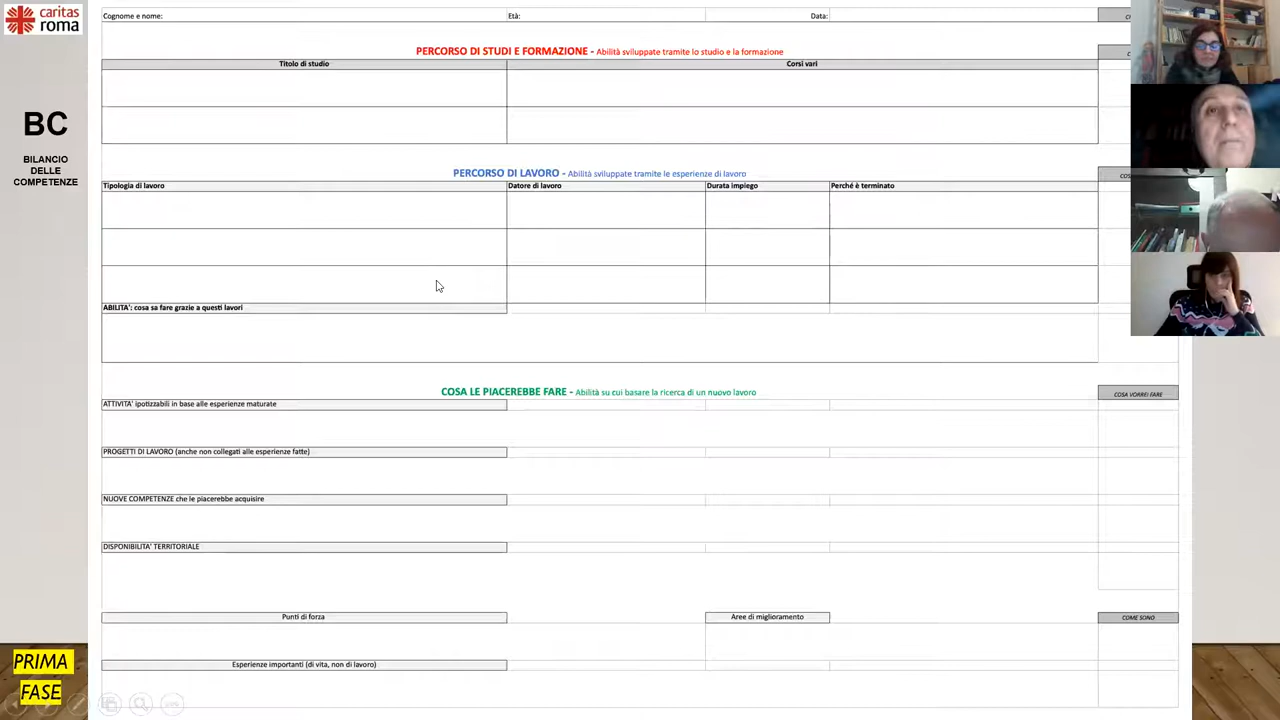 caritas
roma
BC
BILANCIO
DELLE
COMPETENZE
PRIMA
FASE
Cognome e nome: Età: Data:
PERCORSO DI STUDI E FORMAZIONE - Abilità sviluppate tramite lo studio e la formazione
Titolo di studio Corsi vari
PERCORSO DI LAVORO - Abilità sviluppate tramite le esperienze di lavoro
Tipologia di lavoro Datore di lavoro Durata impiego Perché è terminato
ABILITA': cosa sa fare grazie a questi lavori
COSA LE PIACEREBBE FARE - Abilità su cui basare la ricerca di un nuovo lavoro
COSA VORREI FARE
ATTIVITA' ipotizzabili in base alle esperienze maturate
PROGETTI DI LAVORO (anche non collegati alle esperienze fatte)
NUOVE COMPETENZE che le piacerebbe acquisire
DISPONIBILITA' TERRITORIALE
Punti di forza Aree di miglioramento COME SONO
Esperienze importanti (di vita, non di lavoro)